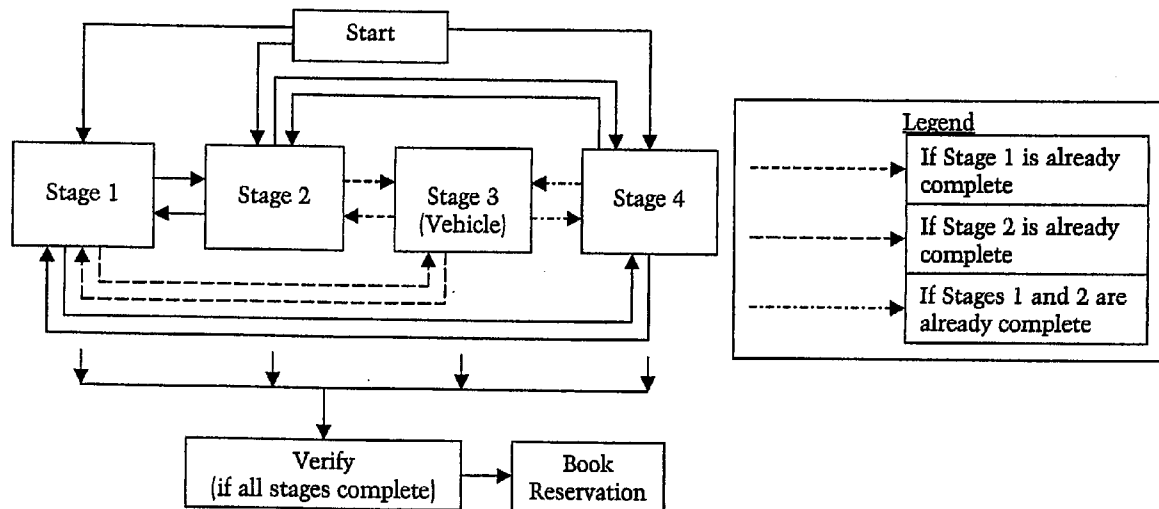 Start
Stage 1
Stage 2
Stage 3
(Vehicle)
Stage 4
Verify
(if all stages complete)
Book
Reservation
Legend
If Stage 1 is already
complete
If Stage 2 is already
complete
If Stages 1 and 2 are
already complete